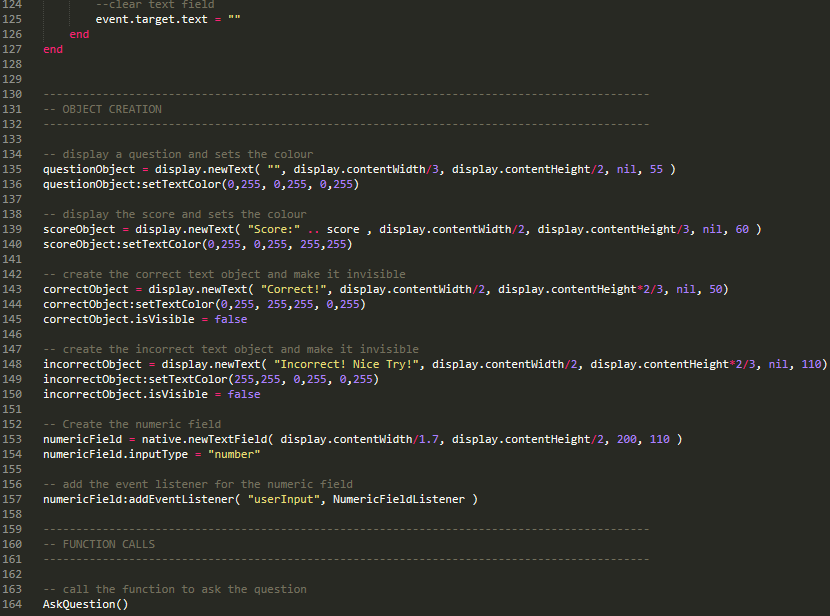 124 --clear text field
125 event.target.text = ""
126 end
127 end
128
129
130 --------------------------------------------------------------------------------------------
131 -- OBJECT CREATION
132 --------------------------------------------------------------------------------------------
133
134 -- display a question and sets the colour
135 questionObject = display.newText( "", display.contentWidth/3, display.contentHeight/2, nil, 55 )
136 questionObject:setTextColor(0,255, 0,255, 0,255)
137
138 -- display the score and sets the colour
139 scoreObject = display.newText( "Score:" .. score , display.contentWidth/2, display.contentHeight/3, nil, 60 )
140 scoreObject:setTextColor(0,255, 0,255, 255,255)
141
142 -- create the correct text object and make it invisible
143 correctObject = display.newText( "Correct!", display.contentWidth/2, display.contentHeight*2/3, nil, 50)
144 correctObject:setTextColor(0,255, 255,255, 0,255)
145 correctObject.isVisible = false
146
147 -- create the incorrect text object and make it invisible
148 incorrectObject = display.newText( "Incorrect! Nice Try!", display.contentWidth/2, display.contentHeight*2/3, nil, 110)
149 incorrectObject:setTextColor(255,255, 0,255, 0,255)
150 incorrectObject.isVisible = false
151
152 -- Create the numeric field
153 numericField = native.newTextField( display.contentWidth/1.7, display.contentHeight/2, 200, 110 )
154 numericField.inputType = "number"
155
156 -- add the event listener for the numeric field
157 numericField:addEventListener( "userInput", NumericFieldListener )
158
159 --------------------------------------------------------------------------------------------
160 -- FUNCTION CALLS
161 --------------------------------------------------------------------------------------------
162
163 -- call the function to ask the question
164 AskQuestion()